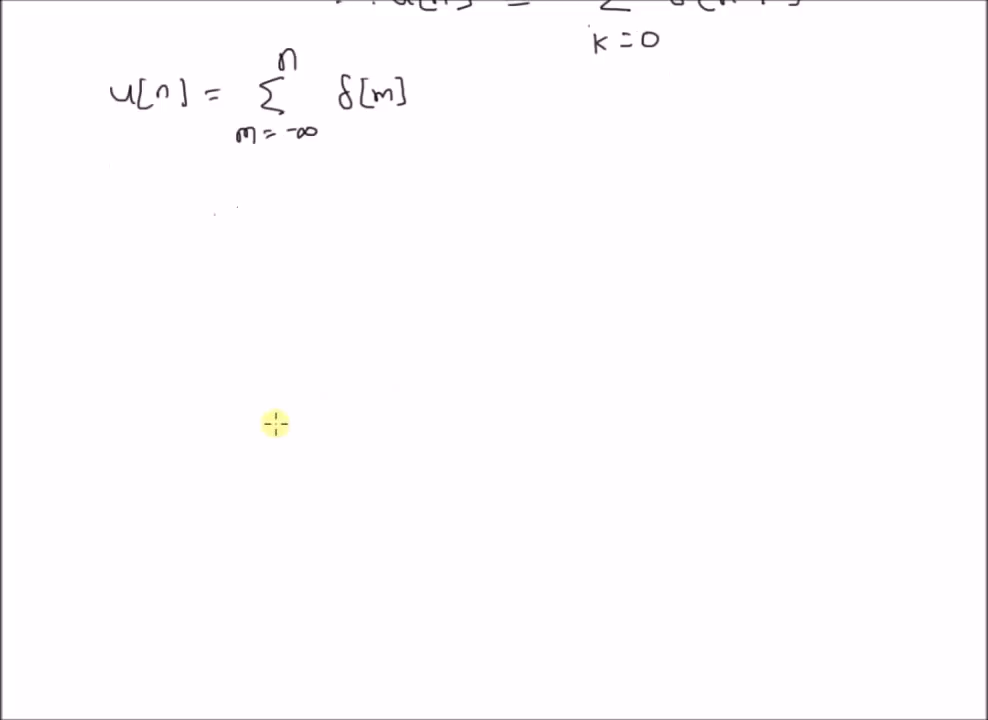 k = 0
u[n] = ∑_{m = -∞}^{n} δ[m]